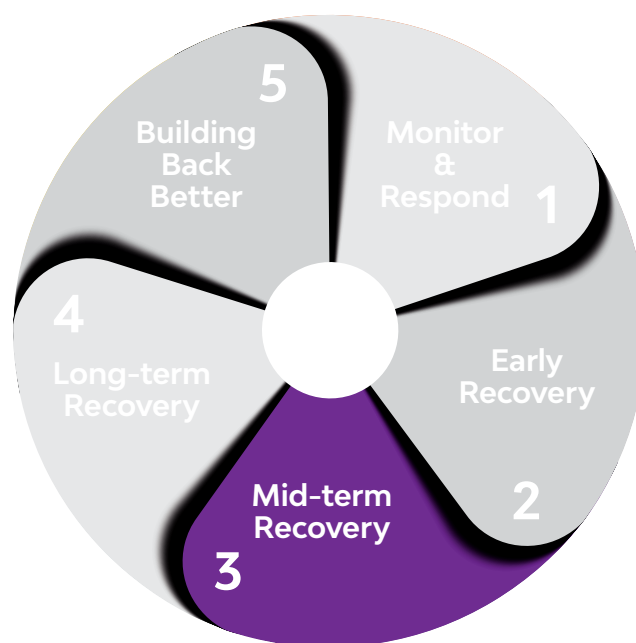 Monitor
&
Respond
1
Early
Recovery
2
Mid-term
Recovery
3
4
Long-term
Recovery
5
Building
Back
Better